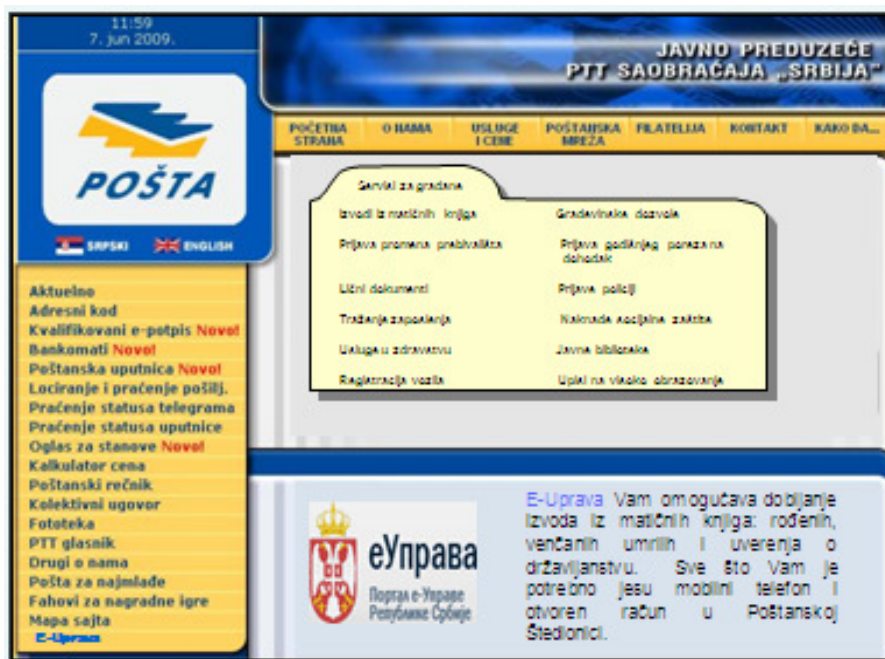 11:59
7. jun 2009.
JAVNO PREDUZEĆE
PTT SAOBRAĆAJA „SRBIJA"
POČETNA STRANA
O NAMA
USLUGE I CENE
POŠTANSKA MREŽA
FILATELIJA
KONTAKT
KAKO DA...
POŠTA
SRPSKI
ENGLISH
Servisi za građane
Izvodi iz matičnih knjiga
Građevinska dozvola
Prijava promena prebivališta
Prijava godišnjeg poreza na
dohodak
Lični dokumenti
Prijave policiji
Traženje zaposlenja
Naknade socijalne zaštite
Usluge u zdravstvu
Javne biblioteke
Registracija vozila
Upisi na visoko obrazovanje
Aktuelno
Adresni kod
Kvalifikovani e-potpis Novo!
Bankomati Novo!
Poštanska uputnica Novo!
Lociranje i praćenje pošilj.
Praćenje statusa telegrama
Praćenje statusa uputnice
Oglas za stanove Novo!
Kalkulator cena
Poštanski rečnik
Kolektivni ugovor
Fototeka
PTT glasnik
Drugi o nama
Pošta za najmlađe
Fahovi za nagradne igre
Mapa sajta
E-Uprava
еУправа
Портал е-Управе
Републике Србије
E-Uprava Vam omogućava dobijanje
izvoda iz matičnih knjiga: rođenih,
venčanih umrlih i uverenja o
državljanstvu. Sve što Vam je
potrebno jesu mobilni telefon i
otvoren račun u Poštanskoj
Štedionici.